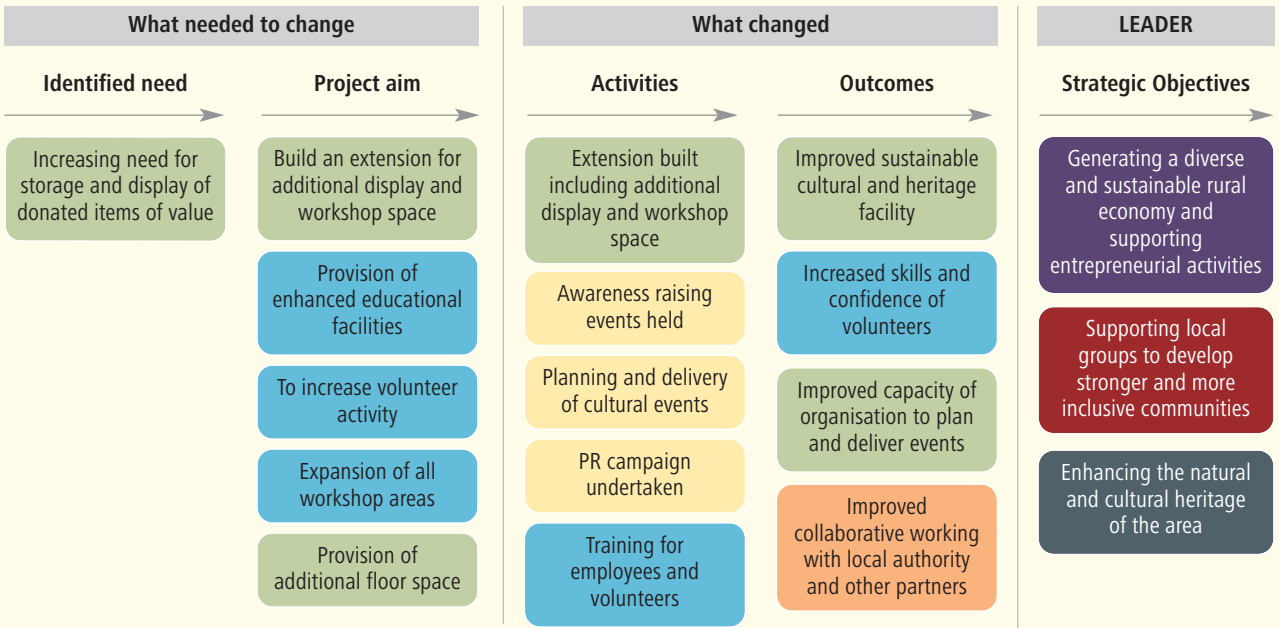 What needed to change
What changed
LEADER
Identified need
Project aim
Activities
Outcomes
Strategic Objectives
Increasing need for
storage and display of
donated items of value
Build an extension for
additional display and
workshop space
Provision of
enhanced educational
facilities
To increase volunteer
activity
Expansion of all
workshop areas
Provision of
additional floor space
Extension built
including additional
display and workshop
space
Awareness raising
events held
Planning and delivery
of cultural events
PR campaign
undertaken
Training for
employees and
volunteers
Improved sustainable
cultural and heritage
facility
Increased skills and
confidence of
volunteers
Improved capacity of
organisation to plan
and deliver events
Improved
collaborative working
with local authority
and other partners
Generating a diverse
and sustainable rural
economy and
supporting
entrepreneurial activities
Supporting local
groups to develop
stronger and more
inclusive communities
Enhancing the natural
and cultural heritage
of the area